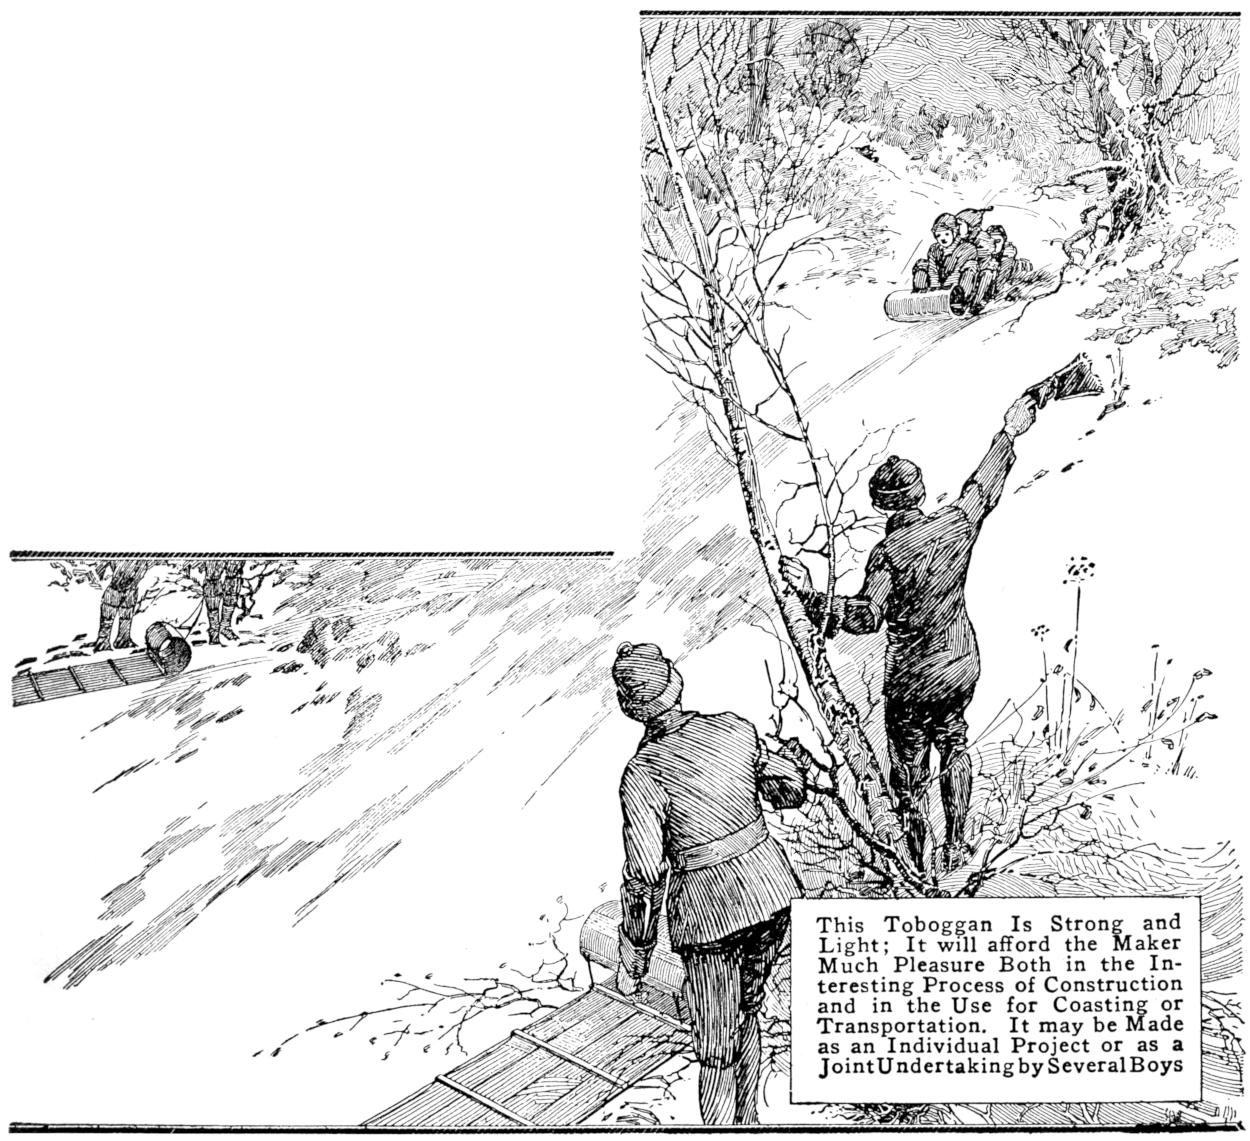 This Toboggan Is Strong and
Light; It will afford the Maker
Much Pleasure Both in the In-
teresting Process of Construction
and in the Use for Coasting or
Transportation. It may be Made
as an Individual Project or as a
Joint Undertaking by Several Boys